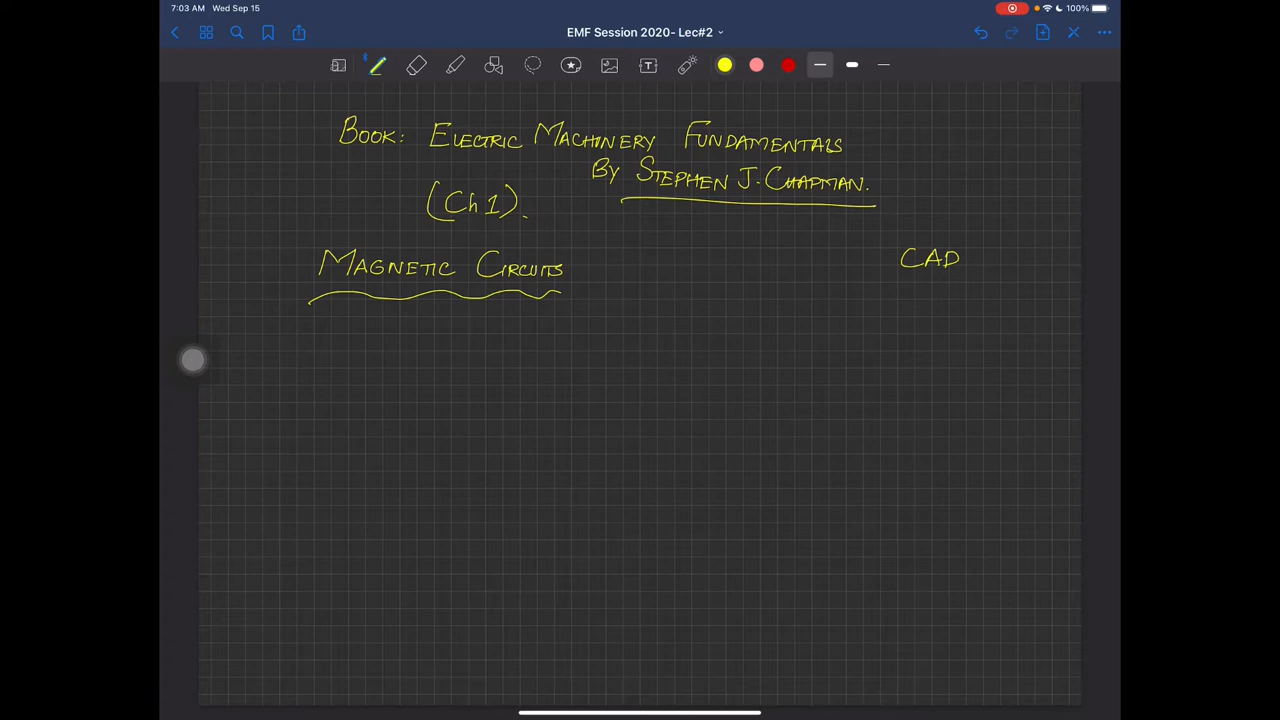 7:03 AM Wed Sep 15
100%
EMF Session 2020- Lec#2
BOOK: ELECTRIC MACHINERY FUNDAMENTALS
BY STEPHEN J. CHAPMAN.
(Ch 1).
MAGNETIC CIRCUITS
CAD